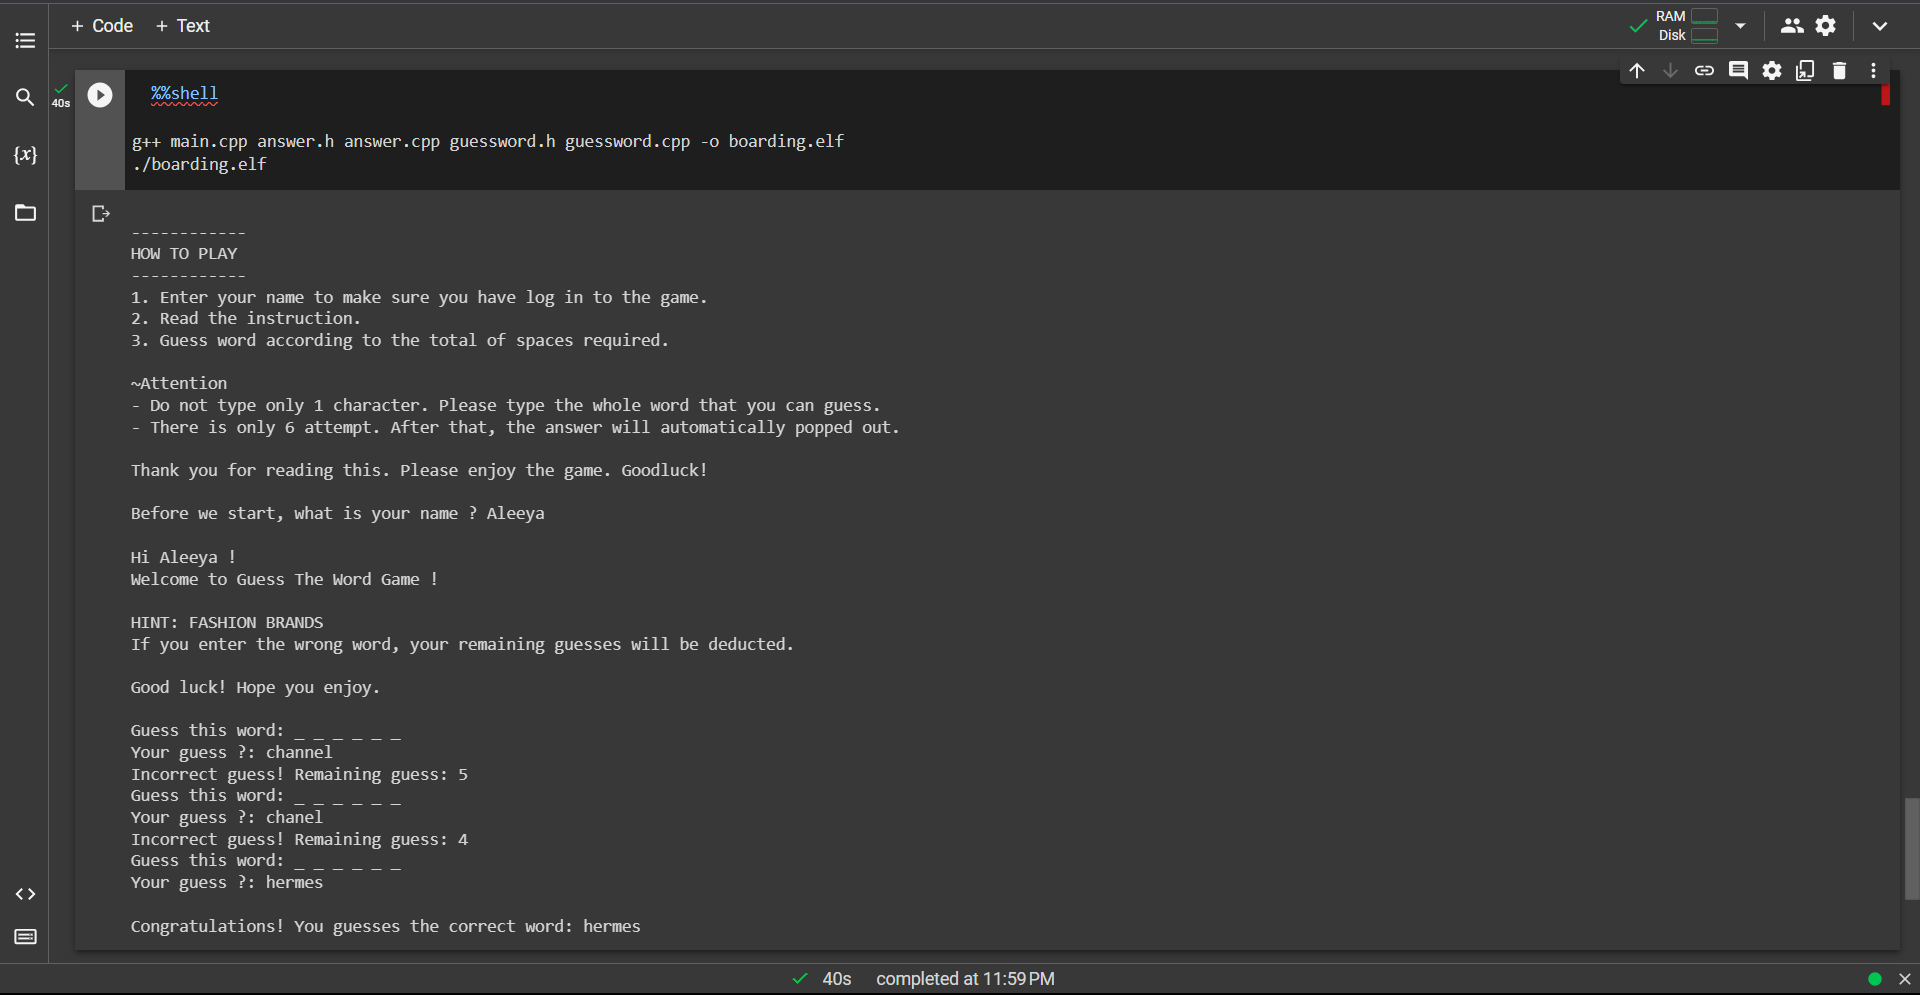 + Code + Text
RAM
Disk
40s
%%shell
g++ main.cpp answer.h answer.cpp guessword.h guessword.cpp -o boarding.elf
./boarding.elf
{x}
------------
HOW TO PLAY
------------
1. Enter your name to make sure you have log in to the game.
2. Read the instruction.
3. Guess word according to the total of spaces required.
~Attention
- Do not type only 1 character. Please type the whole word that you can guess.
- There is only 6 attempt. After that, the answer will automatically popped out.
Thank you for reading this. Please enjoy the game. Goodluck!
Before we start, what is your name ? Aleeya
Hi Aleeya !
Welcome to Guess The Word Game !
HINT: FASHION BRANDS
If you enter the wrong word, your remaining guesses will be deducted.
Good luck! Hope you enjoy.
Guess this word: _ _ _ _ _ _
Your guess ?: channel
Incorrect guess! Remaining guess: 5
Guess this word: _ _ _ _ _ _
Your guess ?: chanel
Incorrect guess! Remaining guess: 4
Guess this word: _ _ _ _ _ _
Your guess ?: hermes
Congratulations! You guesses the correct word: hermes
40s completed at 11:59 PM